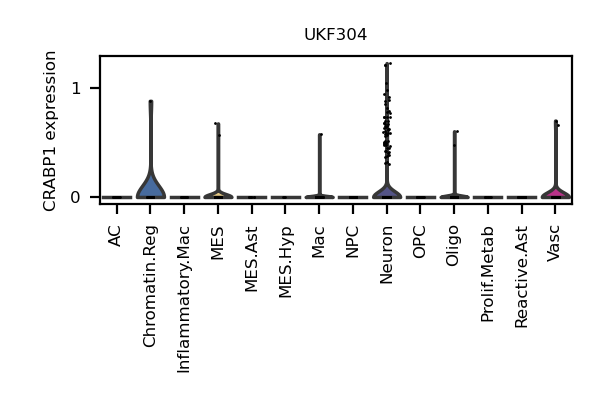 UKF304
CRABP1 expression
1
0
AC
Chromatin.Reg
Inflammatory.Mac
MES
MES.Ast
MES.Hyp
Mac
NPC
Neuron
OPC
Oligo
Prolif.Metab
Reactive.Ast
Vasc